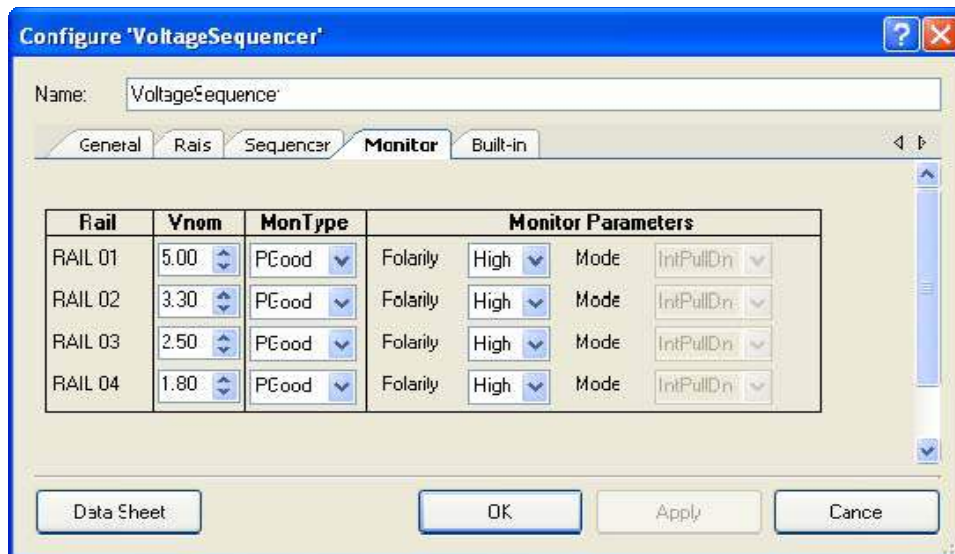 Configure 'VoltageSequencer'
Name: VoltageSequencer
General Rails Sequencer Monitor Built-in
Rail Vnom MonType Monitor Parameters
RAIL 01 5.00 PGood Polarity High Mode IntPullDn
RAIL 02 3.30 PGood Polarity High Mode IntPullDn
RAIL 03 2.50 PGood Polarity High Mode IntPullDn
RAIL 04 1.80 PGood Polarity High Mode IntPullDn
Data Sheet OK Apply Cancel